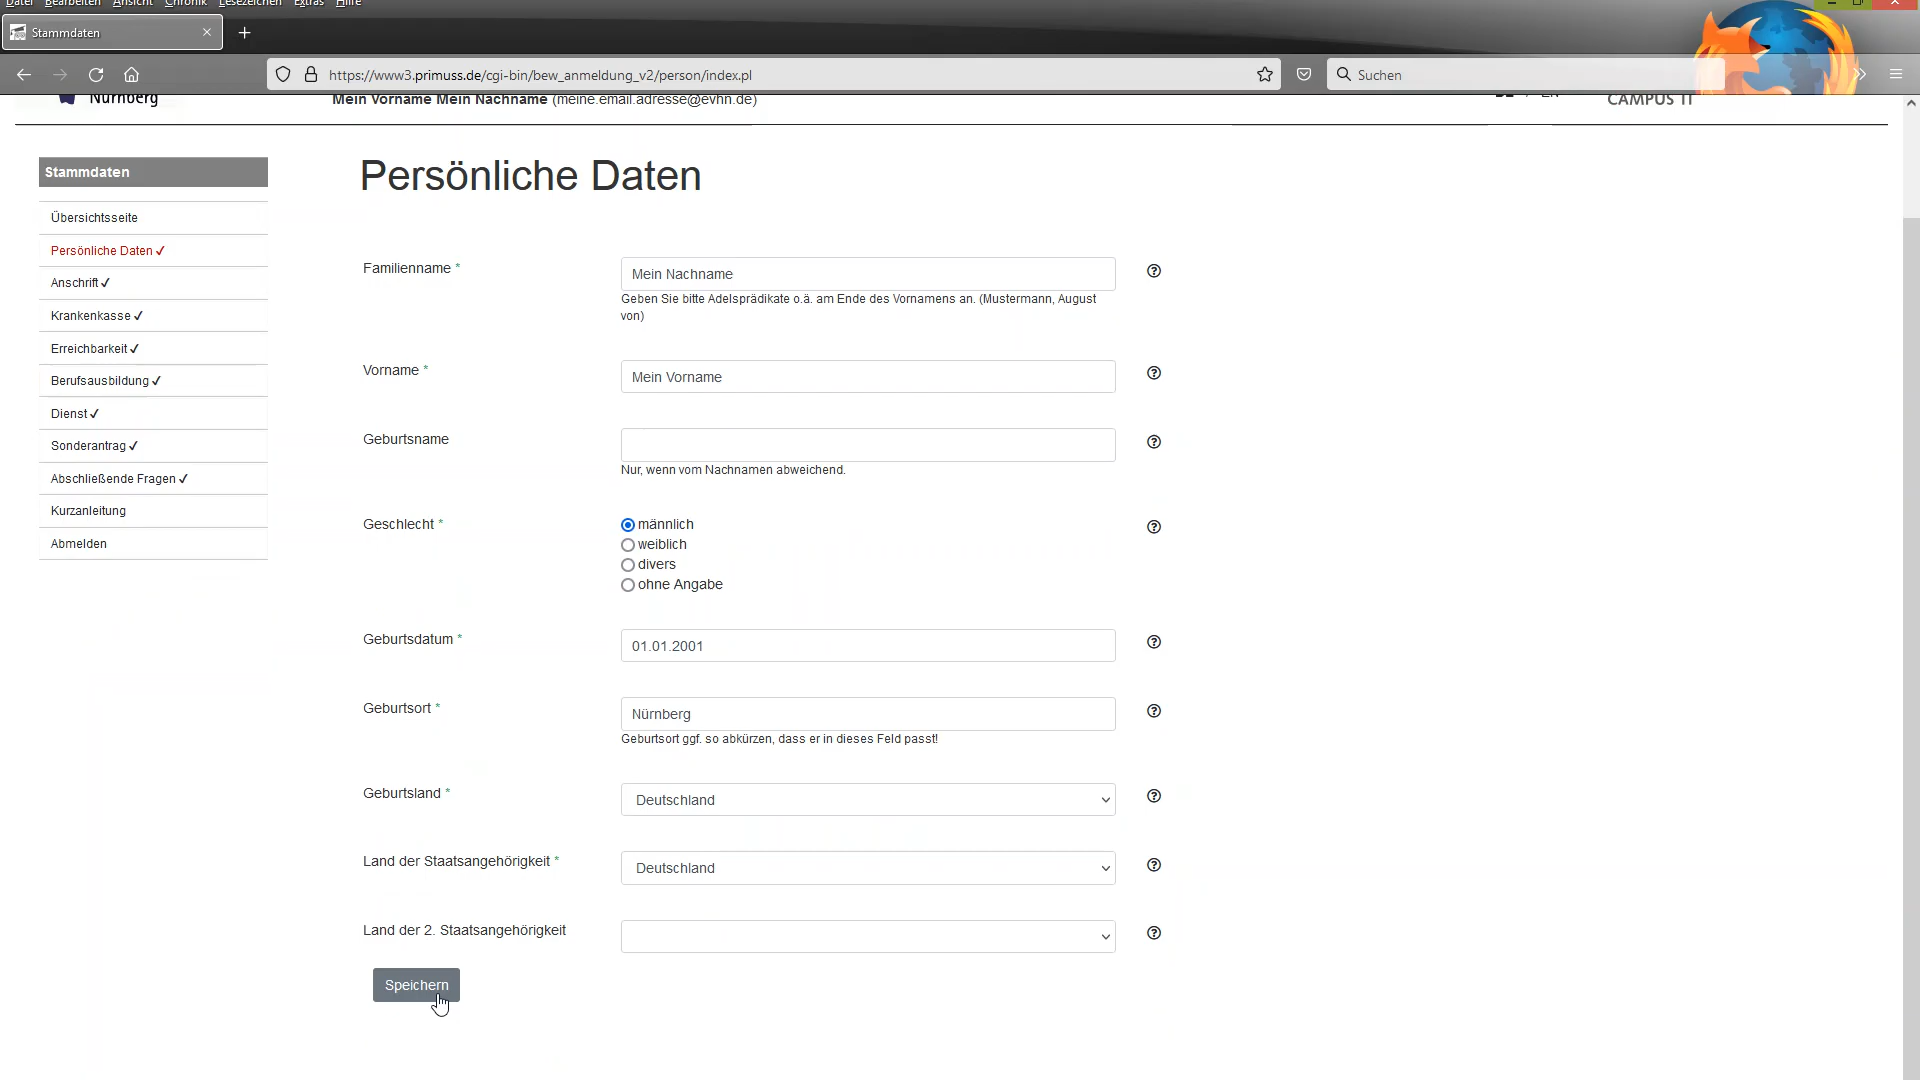 Datei Bearbeiten Ansicht Chronik Lesezeichen Extras Hilfe
Stammdaten
https://www3.primuss.de/cgi-bin/bew_anmeldung_v2/person/index.pl
Suchen
Nürnberg
Mein Vorname Mein Nachname (meine.email.adresse@evhn.de)
DE / EN
CAMPUS IT
Stammdaten
Übersichtsseite
Persönliche Daten ✓
Anschrift ✓
Krankenkasse ✓
Erreichbarkeit ✓
Berufsausbildung ✓
Dienst ✓
Sonderantrag ✓
Abschließende Fragen ✓
Kurzanleitung
Abmelden
Persönliche Daten
Familienname *
Mein Nachname
Geben Sie bitte Adelsprädikate o.ä. am Ende des Vornamens an. (Mustermann, August
von)
Vorname *
Mein Vorname
Geburtsname
Nur, wenn vom Nachnamen abweichend.
Geschlecht *
männlich
weiblich
divers
ohne Angabe
Geburtsdatum *
01.01.2001
Geburtsort *
Nürnberg
Geburtsort ggf. so abkürzen, dass er in dieses Feld passt!
Geburtsland *
Deutschland
Land der Staatsangehörigkeit *
Deutschland
Land der 2. Staatsangehörigkeit
Speichern